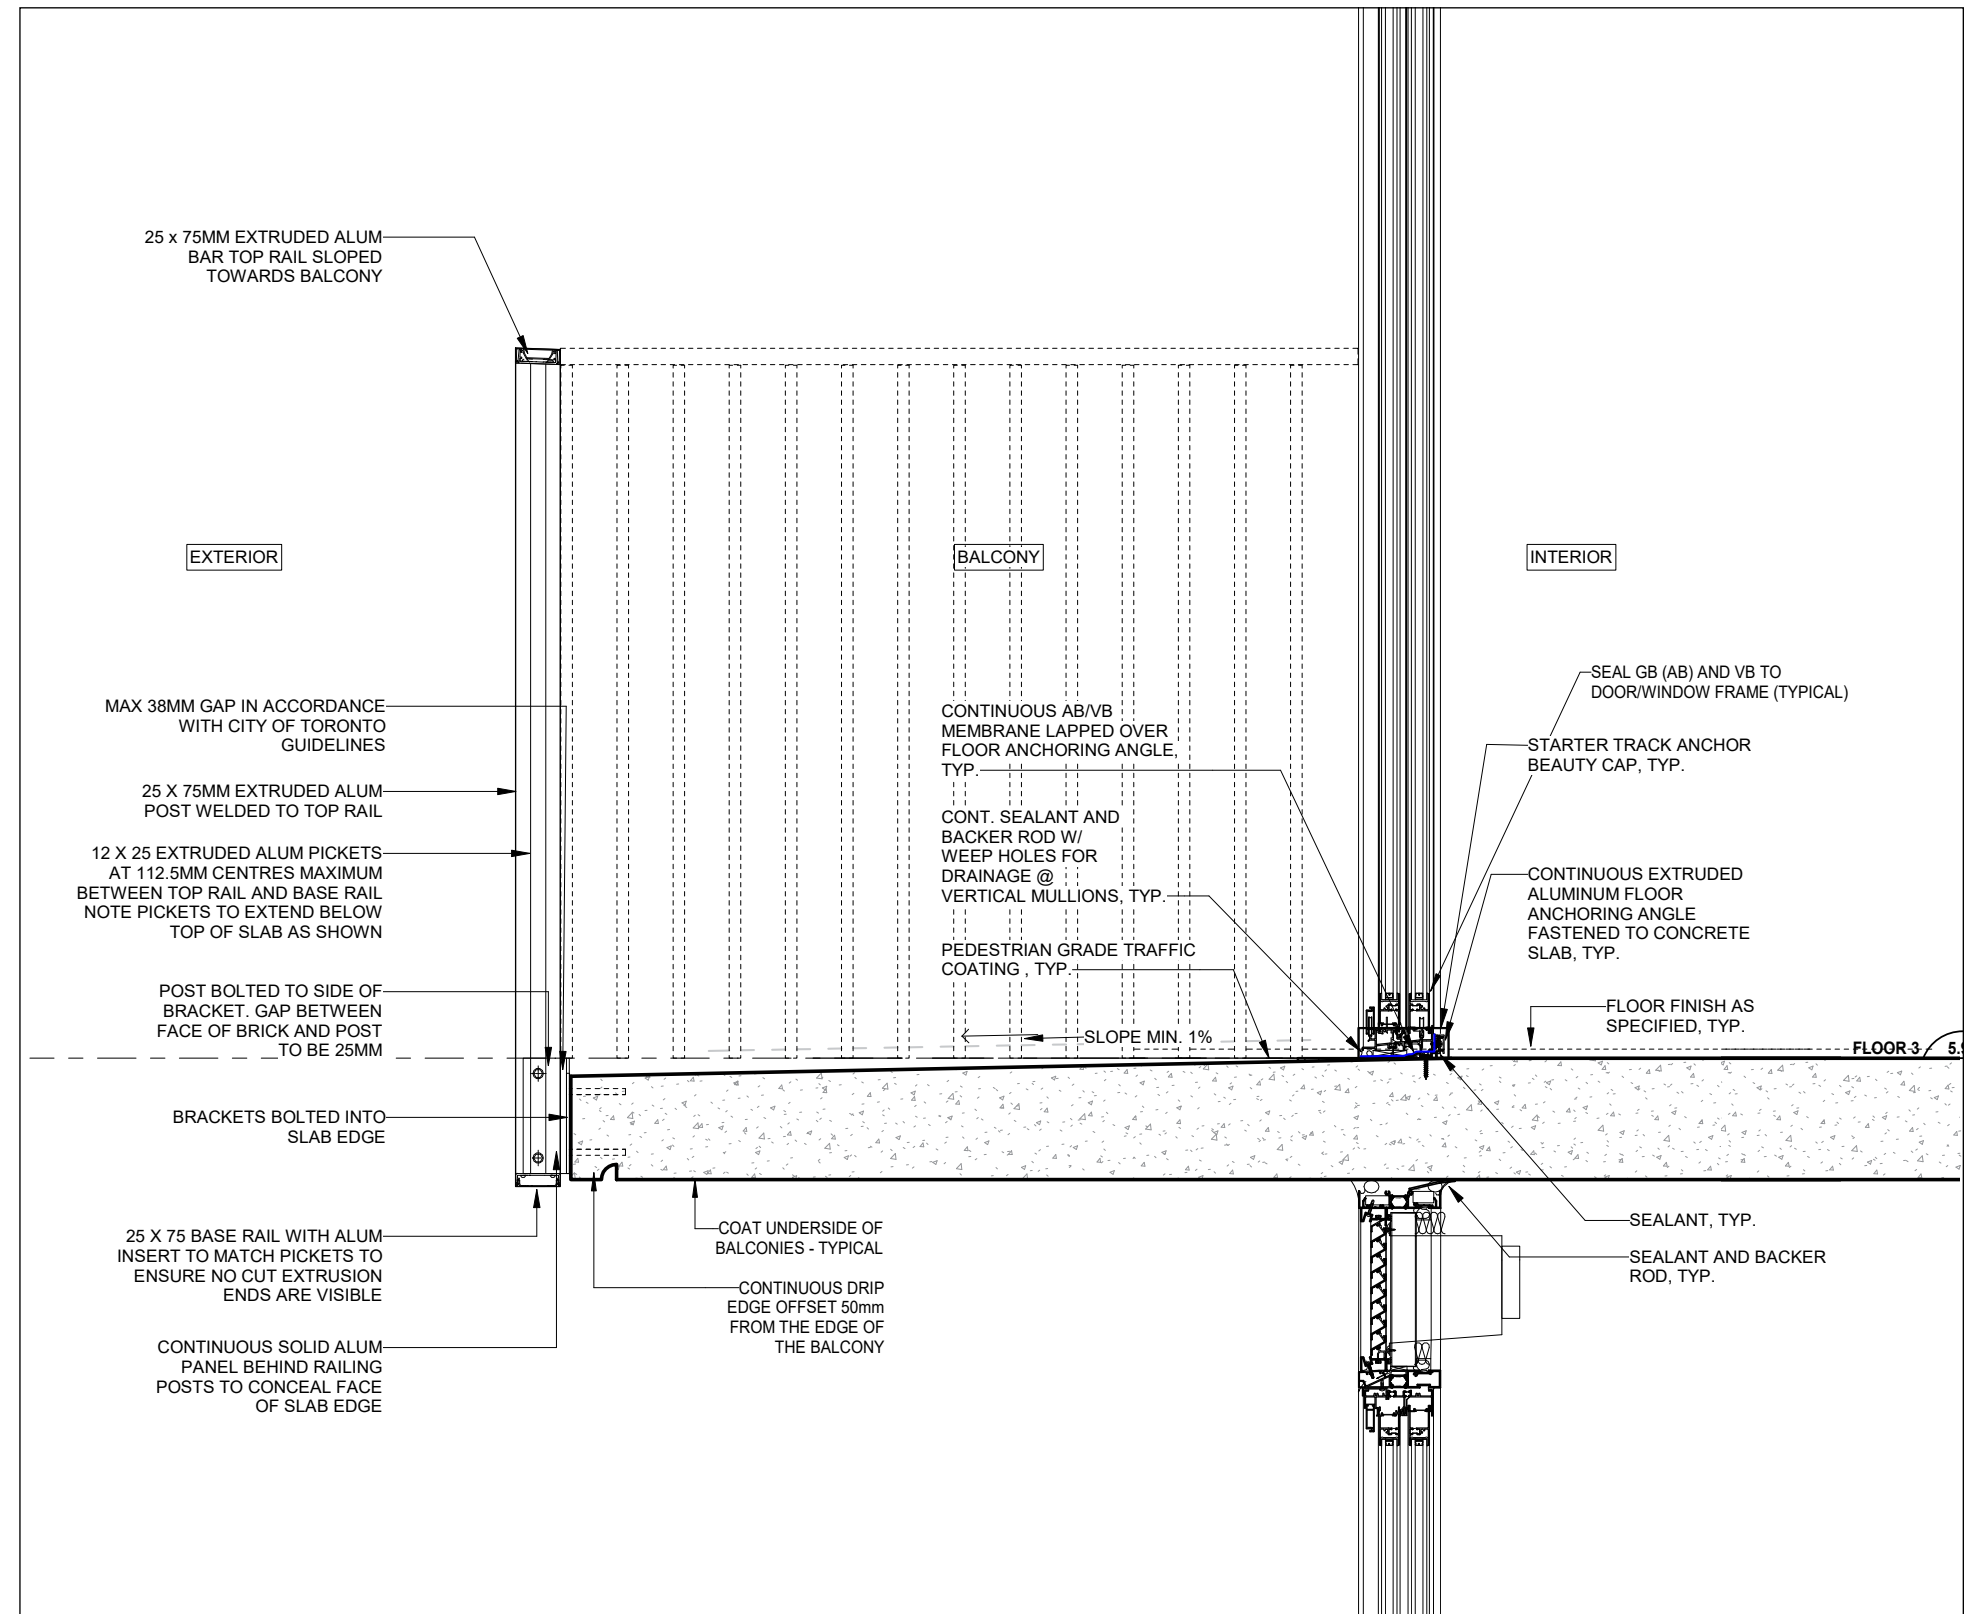 25 x 75MM EXTRUDED ALUM
BAR TOP RAIL SLOPED
TOWARDS BALCONY
EXTERIOR
BALCONY
INTERIOR
MAX 38MM GAP IN ACCORDANCE
WITH CITY OF TORONTO
GUIDELINES
25 X 75MM EXTRUDED ALUM
POST WELDED TO TOP RAIL
12 X 25 EXTRUDED ALUM PICKETS
AT 112.5MM CENTRES MAXIMUM
BETWEEN TOP RAIL AND BASE RAIL
NOTE PICKETS TO EXTEND BELOW
TOP OF SLAB AS SHOWN
POST BOLTED TO SIDE OF
BRACKET. GAP BETWEEN
FACE OF BRICK AND POST
TO BE 25MM
BRACKETS BOLTED INTO
SLAB EDGE
25 X 75 BASE RAIL WITH ALUM
INSERT TO MATCH PICKETS TO
ENSURE NO CUT EXTRUSION
ENDS ARE VISIBLE
CONTINUOUS SOLID ALUM
PANEL BEHIND RAILING
POSTS TO CONCEAL FACE
OF SLAB EDGE
CONTINUOUS AB/VB
MEMBRANE LAPPED OVER
FLOOR ANCHORING ANGLE,
TYP.
CONT. SEALANT AND
BACKER ROD W/
WEEP HOLES FOR
DRAINAGE @
VERTICAL MULLIONS, TYP.
PEDESTRIAN GRADE TRAFFIC
COATING , TYP.
SLOPE MIN. 1%
COAT UNDERSIDE OF
BALCONIES - TYPICAL
CONTINUOUS DRIP
EDGE OFFSET 50mm
FROM THE EDGE OF
THE BALCONY
SEAL GB (AB) AND VB TO
DOOR/WINDOW FRAME (TYPICAL)
STARTER TRACK ANCHOR
BEAUTY CAP, TYP.
CONTINUOUS EXTRUDED
ALUMINUM FLOOR
ANCHORING ANGLE
FASTENED TO CONCRETE
SLAB, TYP.
FLOOR FINISH AS
SPECIFIED, TYP.
FLOOR 3
SEALANT, TYP.
SEALANT AND BACKER
ROD, TYP.